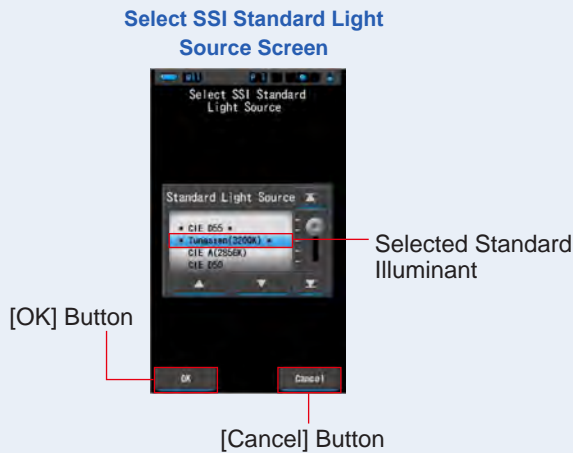 Select SSI Standard Light
Source Screen
Select SSI Standard
Light Source
Standard Light Source
* CIE D55 *
* Tungsten(3200K) *
CIE A(2856K)
CIE D50
Selected Standard
Illuminant
[OK] Button
OK
Cancel
[Cancel] Button